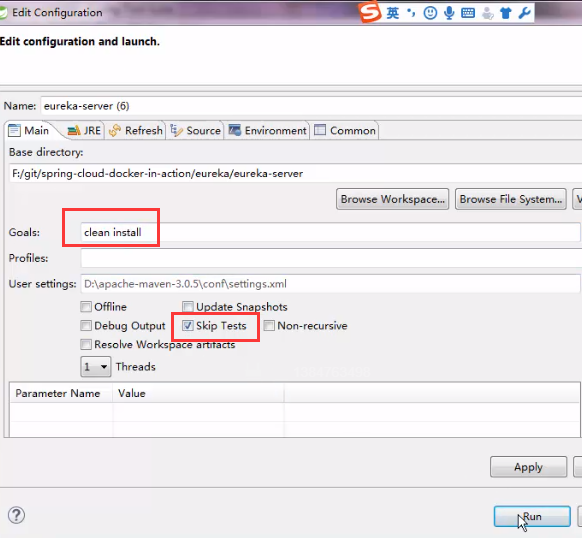 Edit Configuration
英
Edit configuration and launch.
Name: eureka-server (6)
Main JRE Refresh Source Environment Common
Base directory:
F:/git/spring-cloud-docker-in-action/eureka/eureka-server
Browse Workspace... Browse File System... V
Goals: clean install
Profiles:
User settings: D:\apache-maven-3.0.5\conf\settings.xml
Offline Update Snapshots
Debug Output Skip Tests Non-recursive
Resolve Workspace artifacts
1 Threads
Parameter Name Value
Apply
Run